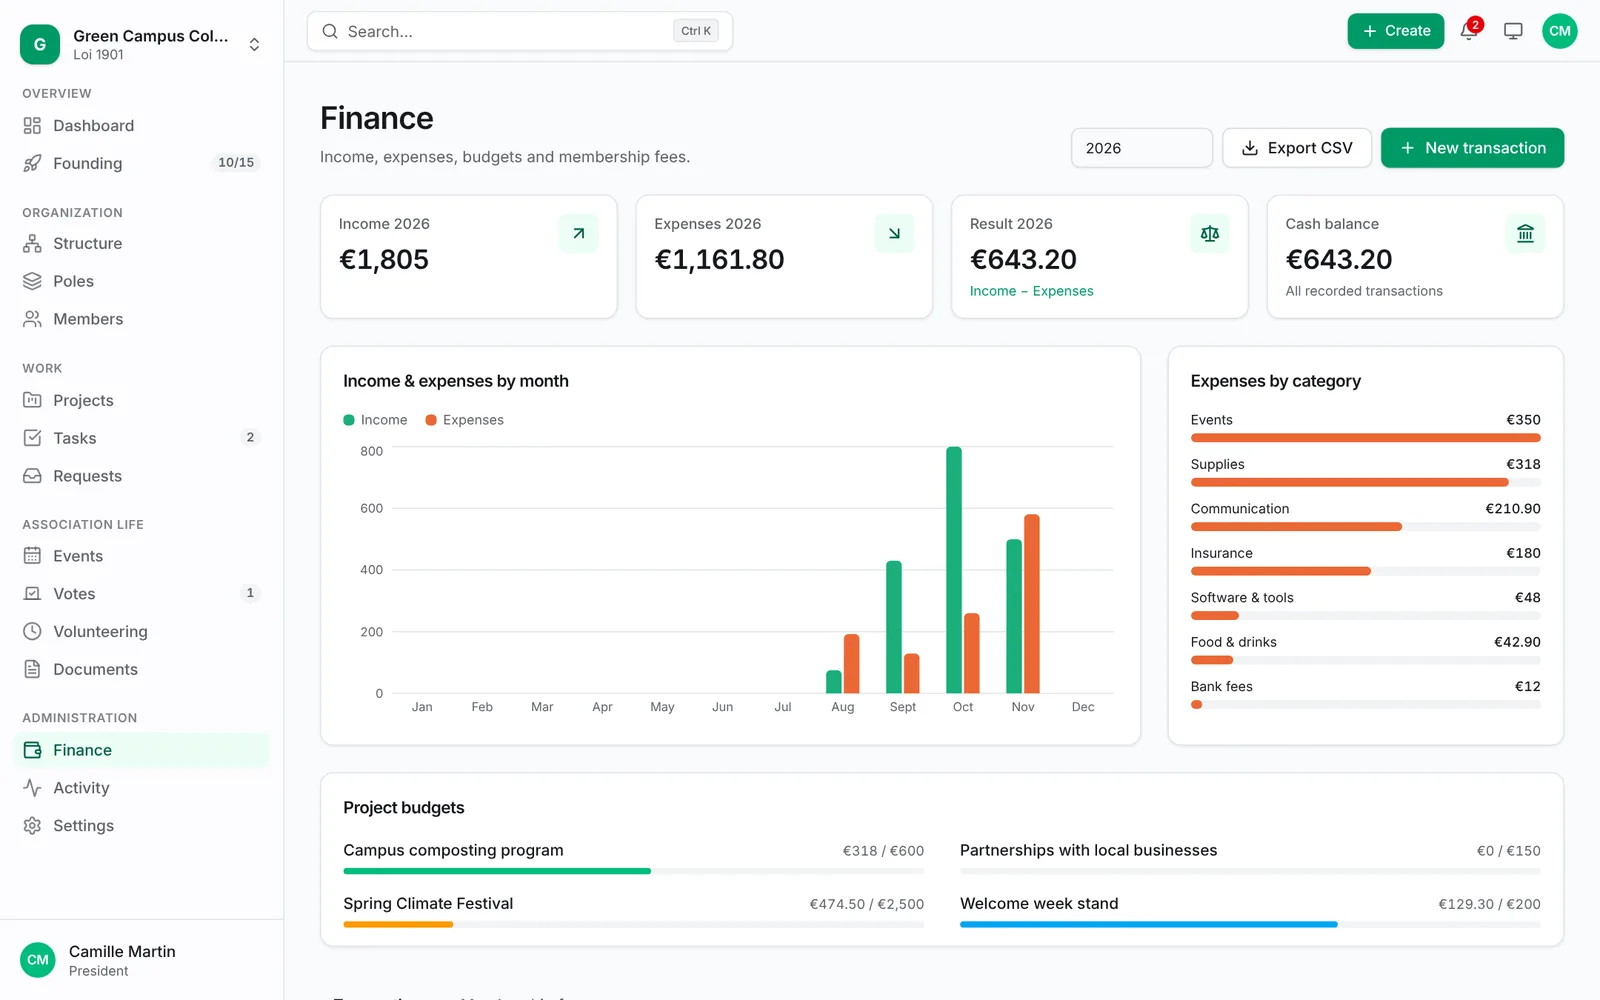 G
Green Campus Col...
Loi 1901
Search...
Ctrl K
Create
2
CM
OVERVIEW
Dashboard
Founding
10/15
ORGANIZATION
Structure
Poles
Members
WORK
Projects
Tasks
2
Requests
ASSOCIATION LIFE
Events
Votes
1
Volunteering
Documents
ADMINISTRATION
Finance
Activity
Settings
CM
Camille Martin
President
Finance
Income, expenses, budgets and membership fees.
2026
Export CSV
New transaction
Income 2026
€1,805
Expenses 2026
€1,161.80
Result 2026
€643.20
Income – Expenses
Cash balance
€643.20
All recorded transactions
Income & expenses by month
Income
Expenses
800
600
400
200
0
Jan
Feb
Mar
Apr
May
Jun
Jul
Aug
Sept
Oct
Nov
Dec
Expenses by category
Events
€350
Supplies
€318
Communication
€210.90
Insurance
€180
Software & tools
€48
Food & drinks
€42.90
Bank fees
€12
Project budgets
Campus composting program
€318 / €600
Partnerships with local businesses
€0 / €150
Spring Climate Festival
€474.50 / €2,500
Welcome week stand
€129.30 / €200